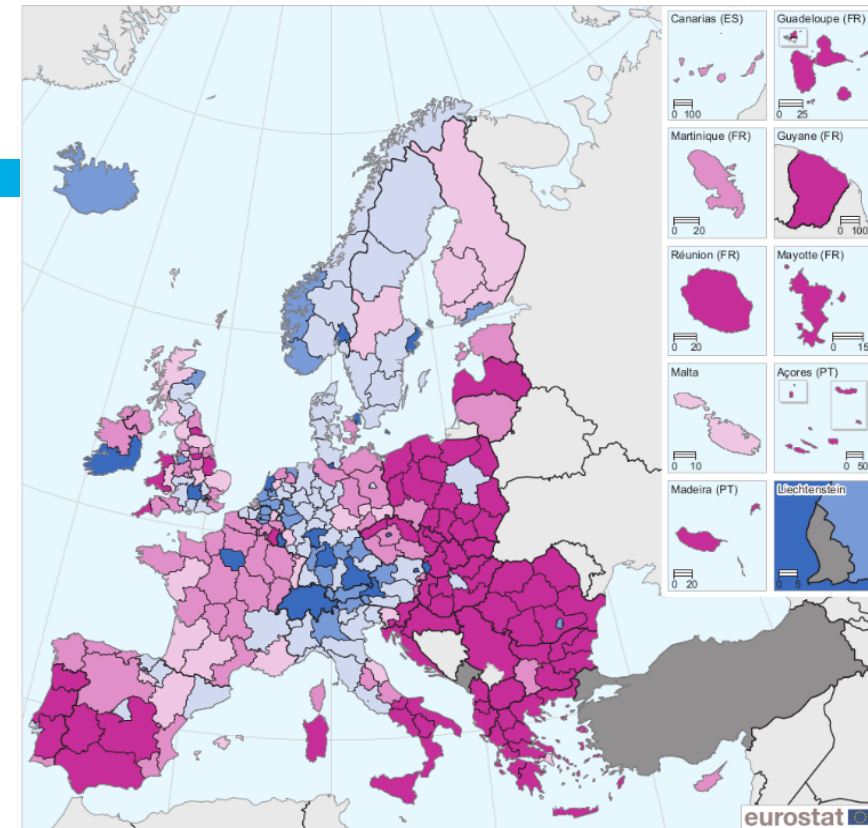 Canarias (ES)
0 100
Guadeloupe (FR)
0 25
Martinique (FR)
0 20
Guyane (FR)
0 100
Réunion (FR)
0 20
Mayotte (FR)
0 15
Malta
0 10
Açores (PT)
0 50
Madeira (PT)
0 20
Liechtenstein
0 5
eurostat